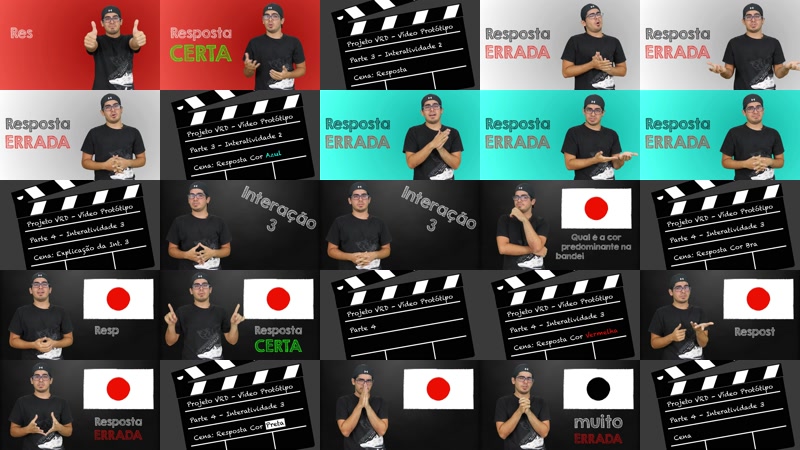 Res
Resposta
CERTA
Projeto VRD - Vídeo Protótipo
Parte 3 - Interatividade 2
Cena: Resposta
Resposta
ERRADA
Resposta
ERRADA
Resposta
ERRADA
Projeto VRD - Vídeo Protótipo
Parte 3 - Interatividade 2
Cena: Resposta Cor Azul
Resposta
ERRADA
Resposta
ERRADA
Resposta
ERRADA
Projeto VRD - Vídeo Protótipo
Parte 4 - Interatividade 3
Cena: Explicação da Int. 3
Interação
3
Interação
3
Qual é a cor
predominante na
bandei
Projeto VRD - Vídeo Protótipo
Parte 4 - Interatividade 3
Cena: Resposta Cor Bra
Resp
Resposta
CERTA
Projeto VRD - Vídeo Protótipo
Parte 4
Projeto VRD - Vídeo Protótipo
Parte 4 - Interatividade 3
Cena: Resposta Cor Vermelho
Respost
Resposta
ERRADA
Projeto VRD - Vídeo Protótipo
Parte 4 - Interatividade 3
Cena: Resposta Cor Preta
muito
ERRADA
Projeto VRD - Vídeo Protótipo
Parte 4 - Interatividade 3
Cena